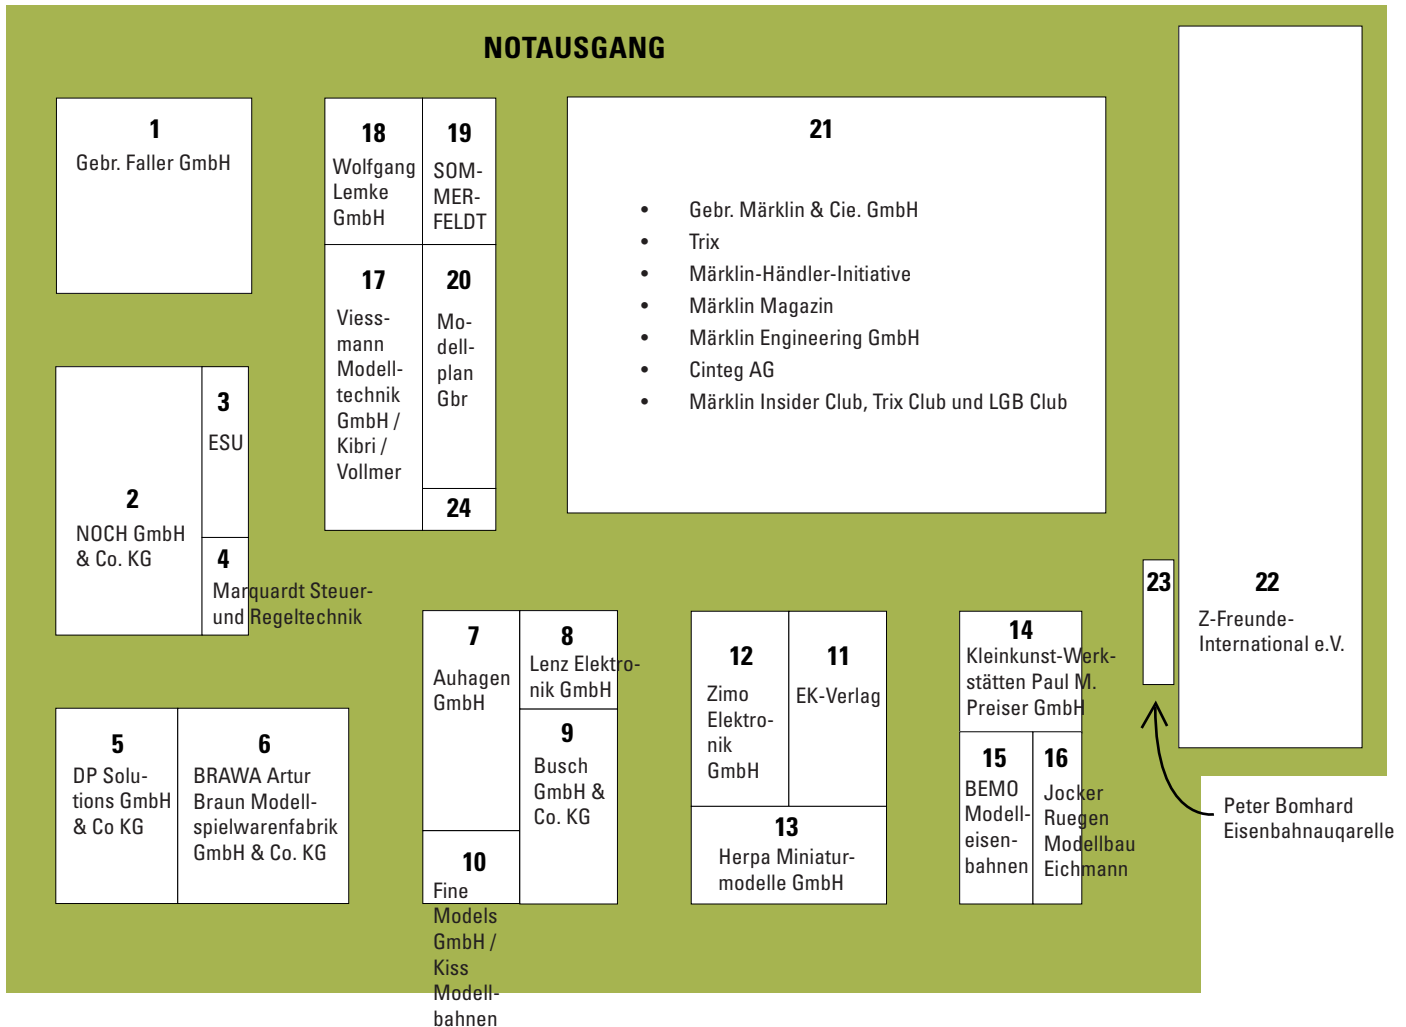 NOTAUSGANG
1
Gebr. Faller GmbH
18
Wolfgang
Lemke
GmbH
19
SOM-
MER-
FELDT
17
Viess-
mann
Modell-
technik
GmbH /
Kibri /
Vollmer
20
Mo-
dell-
plan
Gbr
24
21
• Gebr. Märklin & Cie. GmbH
• Trix
• Märklin-Händler-Initiative
• Märklin Magazin
• Märklin Engineering GmbH
• Cinteg AG
• Märklin Insider Club, Trix Club und LGB Club
2
NOCH GmbH
& Co. KG
3
ESU
4
Marquardt Steuer-
und Regeltechnik
5
DP Solu-
tions GmbH
& Co KG
6
BRAWA Artur
Braun Modell-
spielwarenfabrik
GmbH & Co. KG
7
Auhagen
GmbH
8
Lenz Elektro-
nik GmbH
9
Busch
GmbH &
Co. KG
10
Fine
Models
GmbH /
Kiss
Modell-
bahnen
12
Zimo
Elektro-
nik
GmbH
11
EK-Verlag
13
Herpa Miniatur-
modelle GmbH
14
Kleinkunst-Werk-
stätten Paul M.
Preiser GmbH
15
BEMO
Modell-
eisen-
bahnen
16
Jocker
Ruegen
Modellbau
Eichmann
23
22
Z-Freunde-
International e.V.
Peter Bomhard
Eisenbahnauqarelle